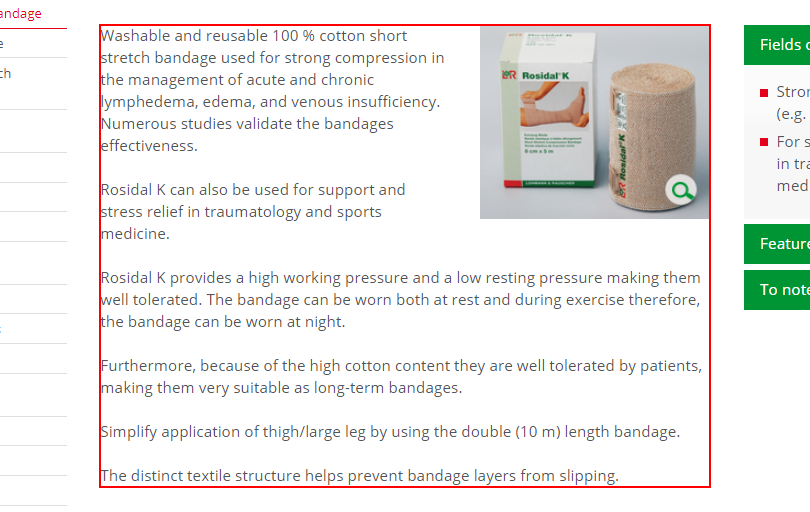 andage
e
ch
Washable and reusable 100 % cotton short
stretch bandage used for strong compression in
the management of acute and chronic
lymphedema, edema, and venous insufficiency.
Numerous studies validate the bandages
effectiveness.
Rosidal K can also be used for support and
stress relief in traumatology and sports
medicine.
Rosidal K provides a high working pressure and a low resting pressure making them
well tolerated. The bandage can be worn both at rest and during exercise therefore,
the bandage can be worn at night.
Furthermore, because of the high cotton content they are well tolerated by patients,
making them very suitable as long-term bandages.
Simplify application of thigh/large leg by using the double (10 m) length bandage.
The distinct textile structure helps prevent bandage layers from slipping.
L&R Rosidal® K
8 cm x 5 m
LOHMANN & RAUSCHER
L&R Rosidal® K
Fields o
Stron
(e.g.
For s
in tra
med
Feature
To note